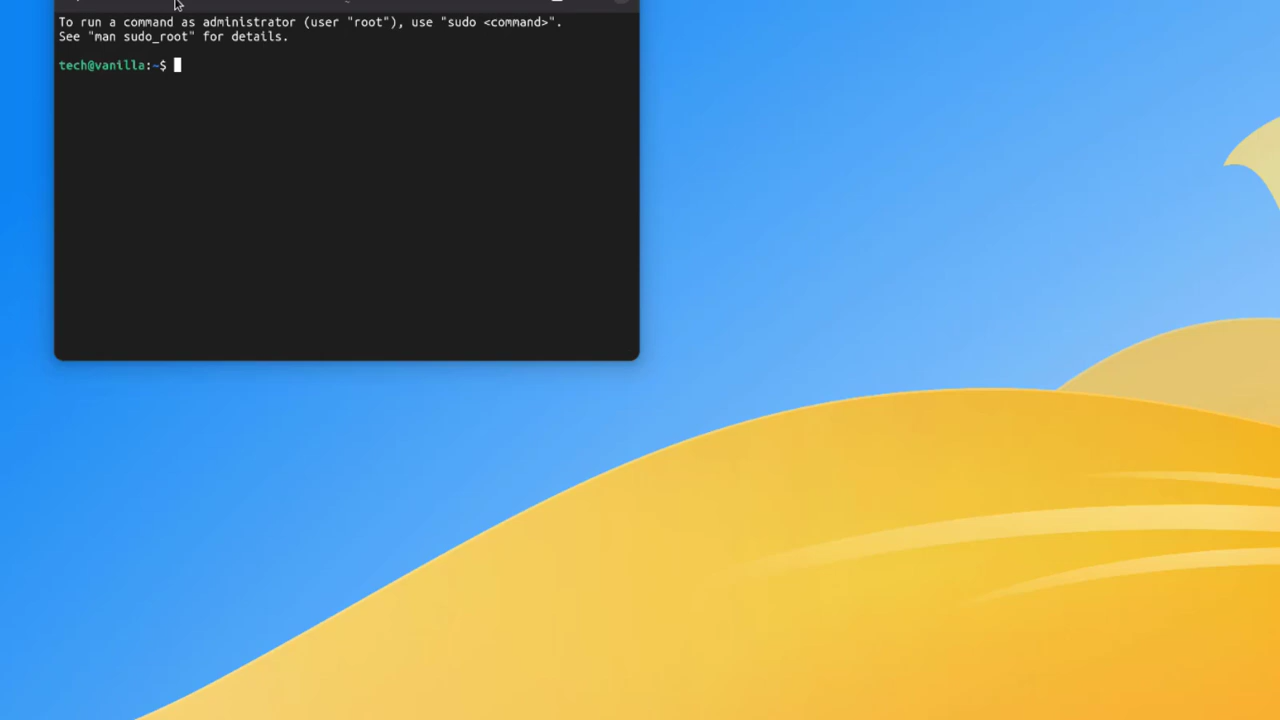 To run a command as administrator (user "root"), use "sudo <command>".
See "man sudo_root" for details.
tech@vanilla:~$